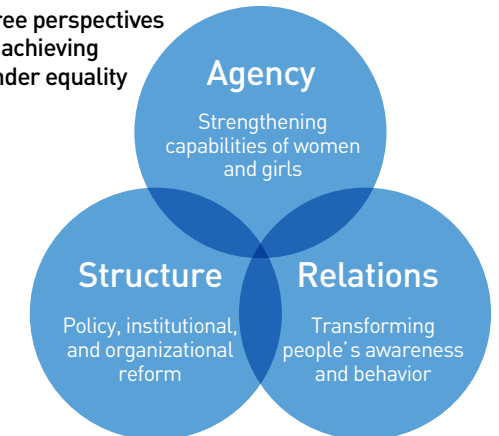 ree perspectives
achieving
nder equality
Agency
Strengthening
capabilities of women
and girls
Structure
Policy, institutional,
and organizational
reform
Relations
Transforming
people's awareness
and behavior